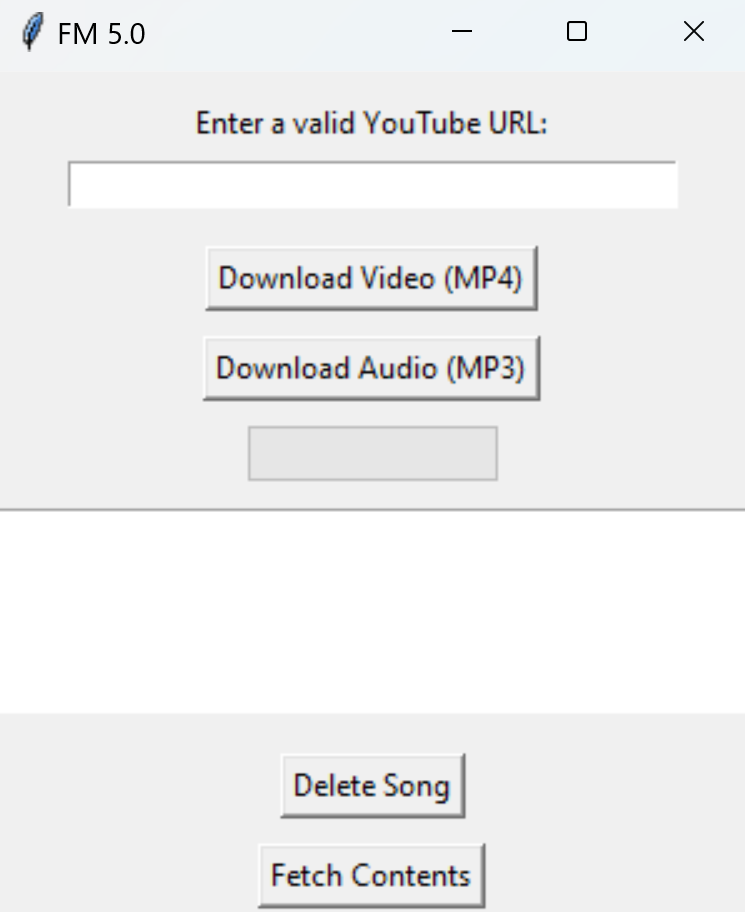 FM 5.0
Enter a valid YouTube URL:
Download Video (MP4)
Download Audio (MP3)
Delete Song
Fetch Contents